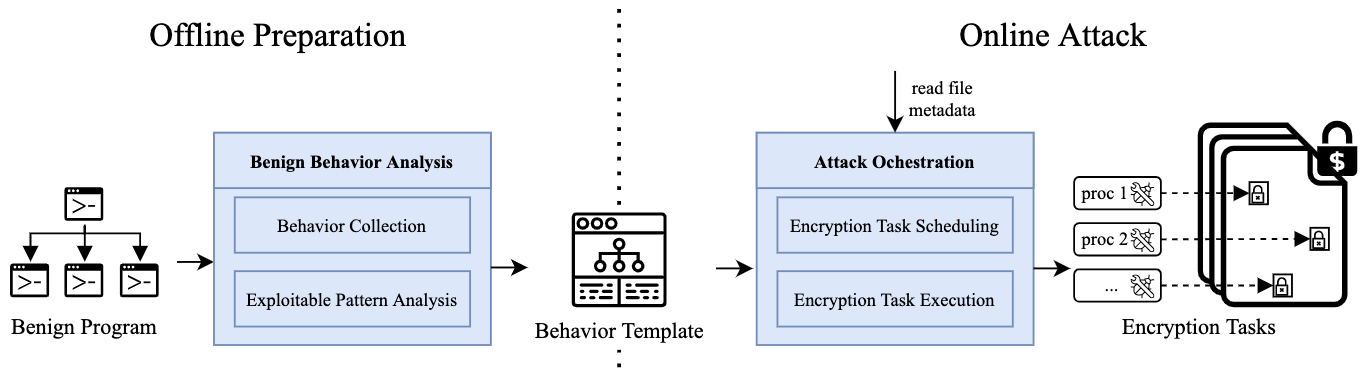 Offline Preparation
Online Attack
read file
metadata
Benign Behavior Analysis
Behavior Collection
Exploitable Pattern Analysis
Benign Program
Behavior Template
Attack Ochestration
Encryption Task Scheduling
Encryption Task Execution
proc 1
proc 2
...
$
Encryption Tasks